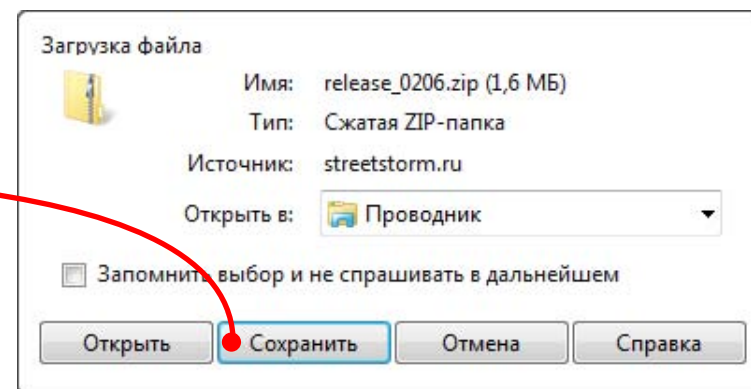 Загрузка файла
Имя: release_0206.zip (1,6 МБ)
Тип: Сжатая ZIP-папка
Источник: streetstorm.ru
Открыть в: Проводник
Запомнить выбор и не спрашивать в дальнейшем
Открыть Сохранить Отмена Справка